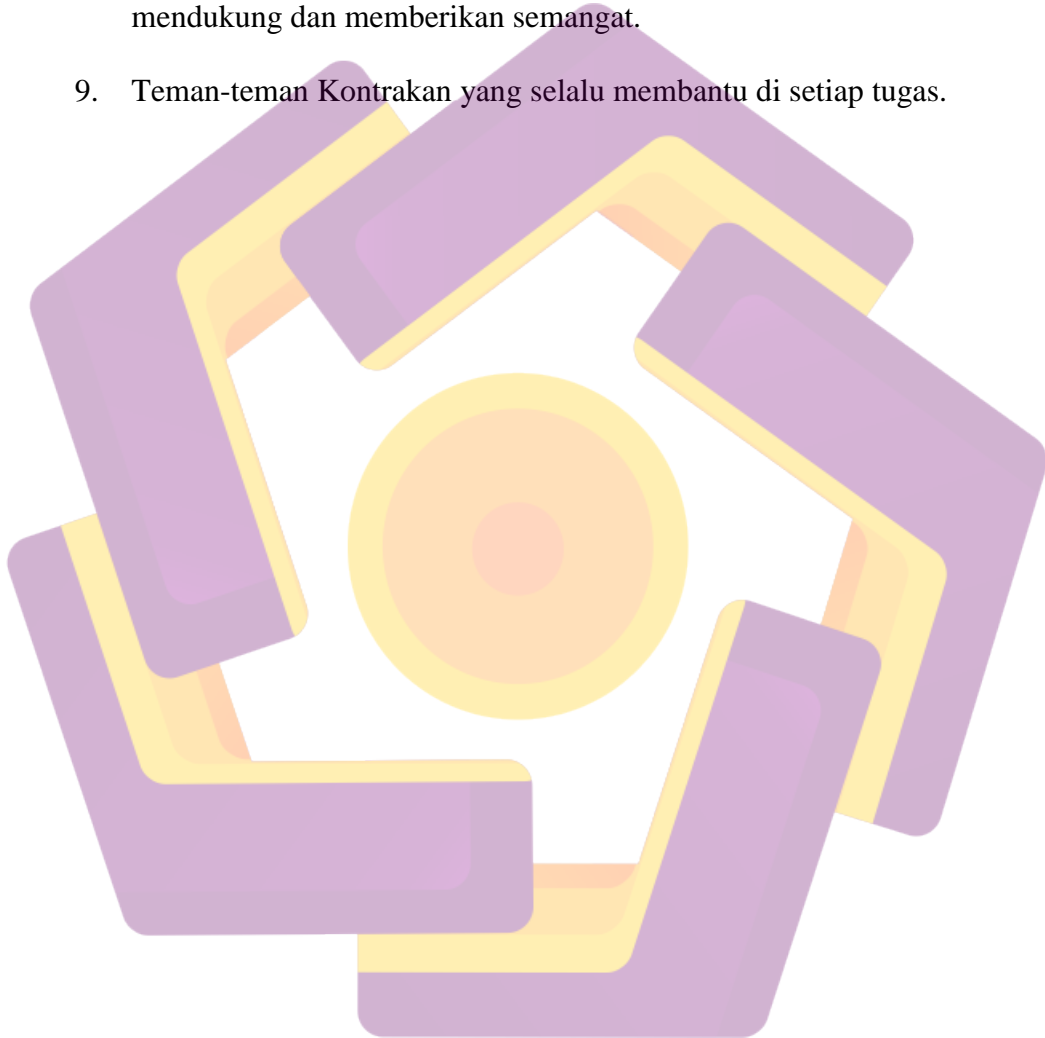 mendukung dan memberikan semangat.
9. Teman-teman Kontrakan yang selalu membantu di setiap tugas.